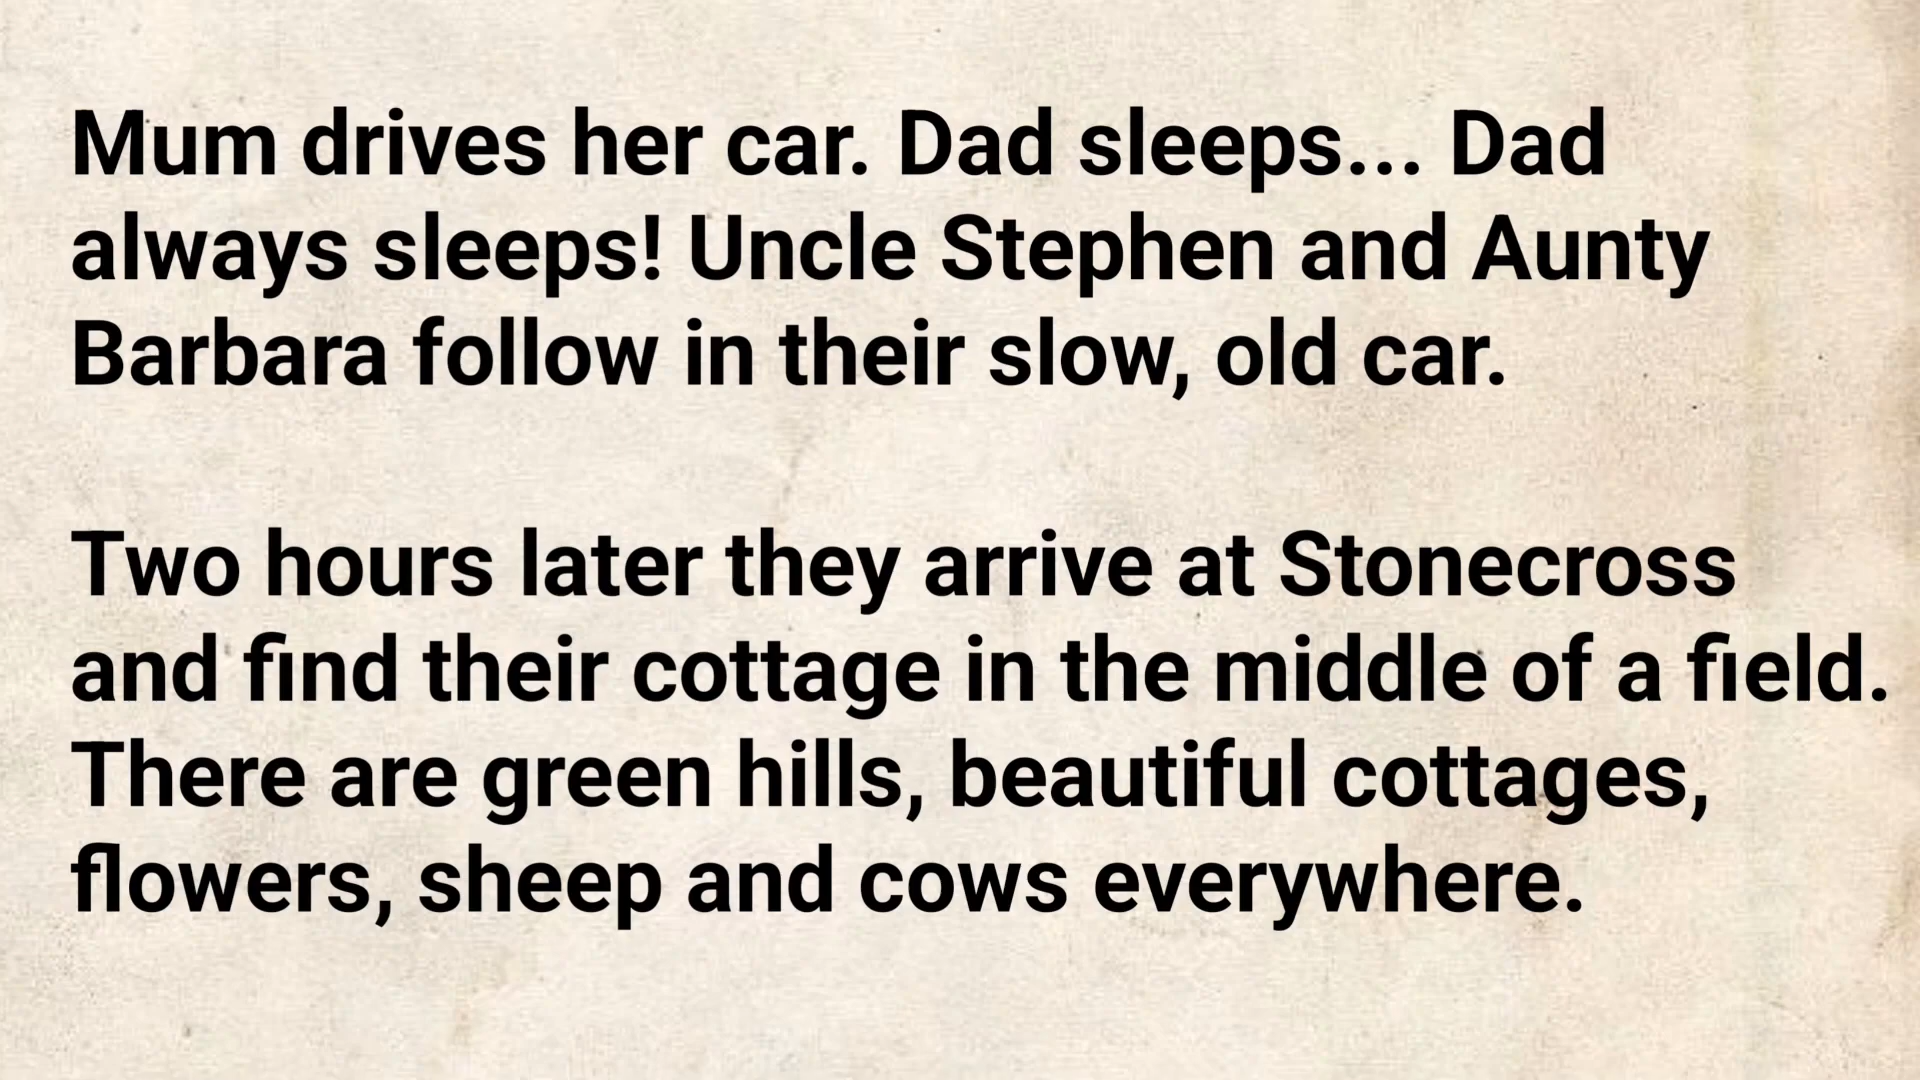 Mum drives her car. Dad sleeps... Dad
always sleeps! Uncle Stephen and Aunty
Barbara follow in their slow, old car.
Two hours later they arrive at Stonecross
and find their cottage in the middle of a field.
There are green hills, beautiful cottages,
flowers, sheep and cows everywhere.